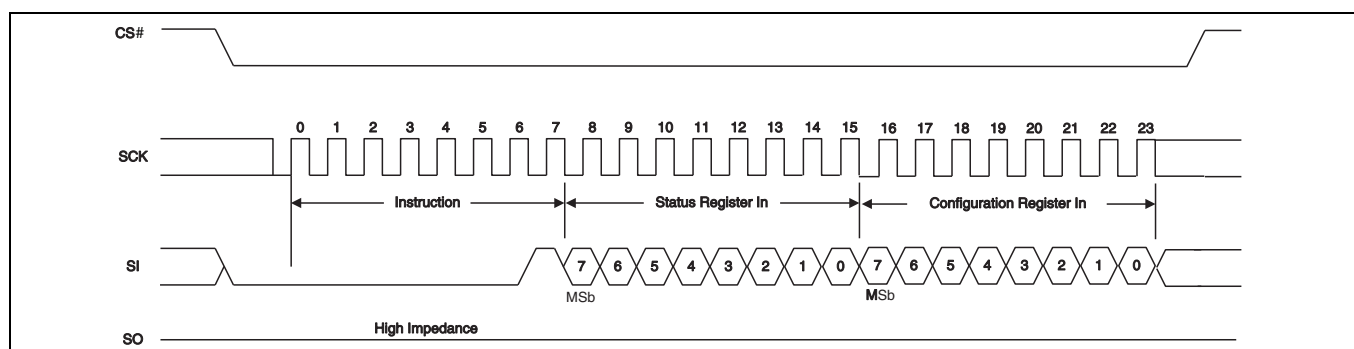 CS#
0 1 2 3 4 5 6 7 8 9 10 11 12 13 14 15 16 17 18 19 20 21 22 23
SCK
Instruction Status Register In Configuration Register In
SI 7 6 5 4 3 2 1 0 7 6 5 4 3 2 1 0
MSb MSb
High Impedance
SO